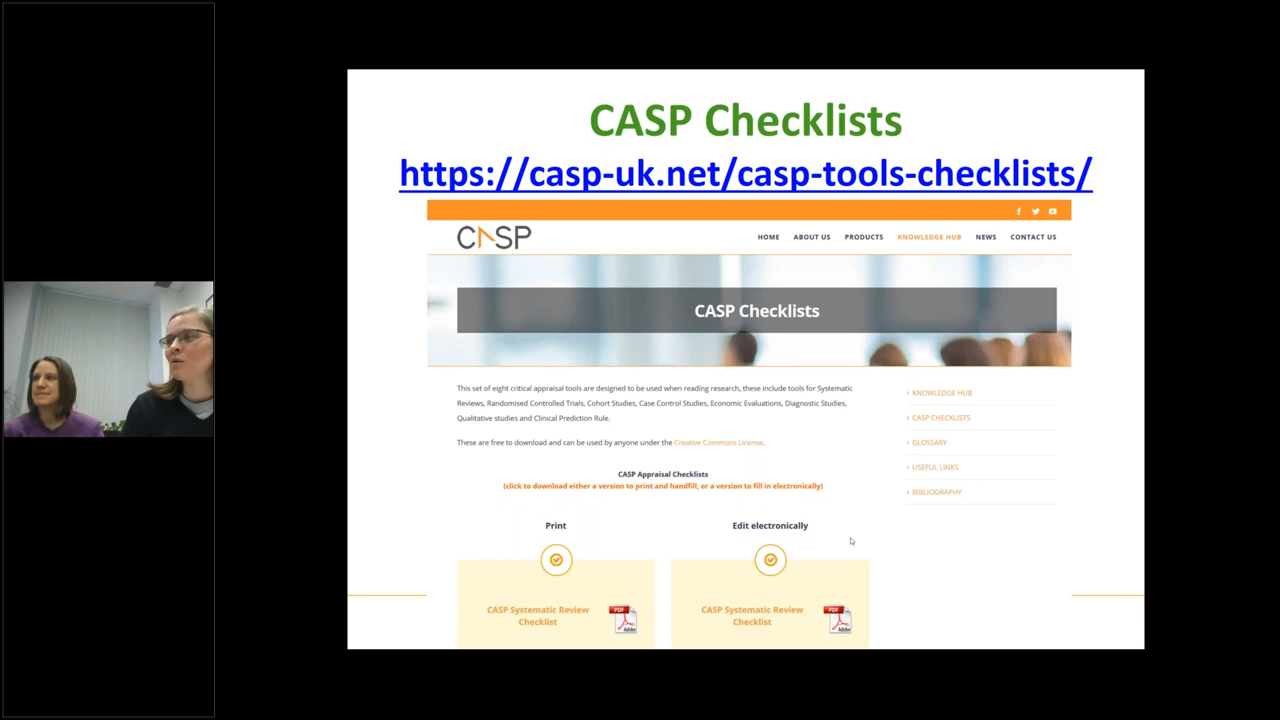 CASP Checklists
https://casp-uk.net/casp-tools-checklists/
CASP
HOME ABOUT US PRODUCTS KNOWLEDGE HUB NEWS CONTACT US
CASP Checklists
This set of eight critical appraisal tools are designed to be used when reading research, these include tools for Systematic
Reviews, Randomised Controlled Trials, Cohort Studies, Case Control Studies, Economic Evaluations, Diagnostic Studies,
Qualitative studies and Clinical Prediction Rule.
These are free to download and can be used by anyone under the Creative Commons License.
CASP Appraisal Checklists
(click to download either a version to print and handfill, or a version to fill in electronically)
Print
Edit electronically
CASP Systematic Review
Checklist
PDF
Adobe
CASP Systematic Review
Checklist
PDF
Adobe
KNOWLEDGE HUB
CASP CHECKLISTS
GLOSSARY
USEFUL LINKS
BIBLIOGRAPHY